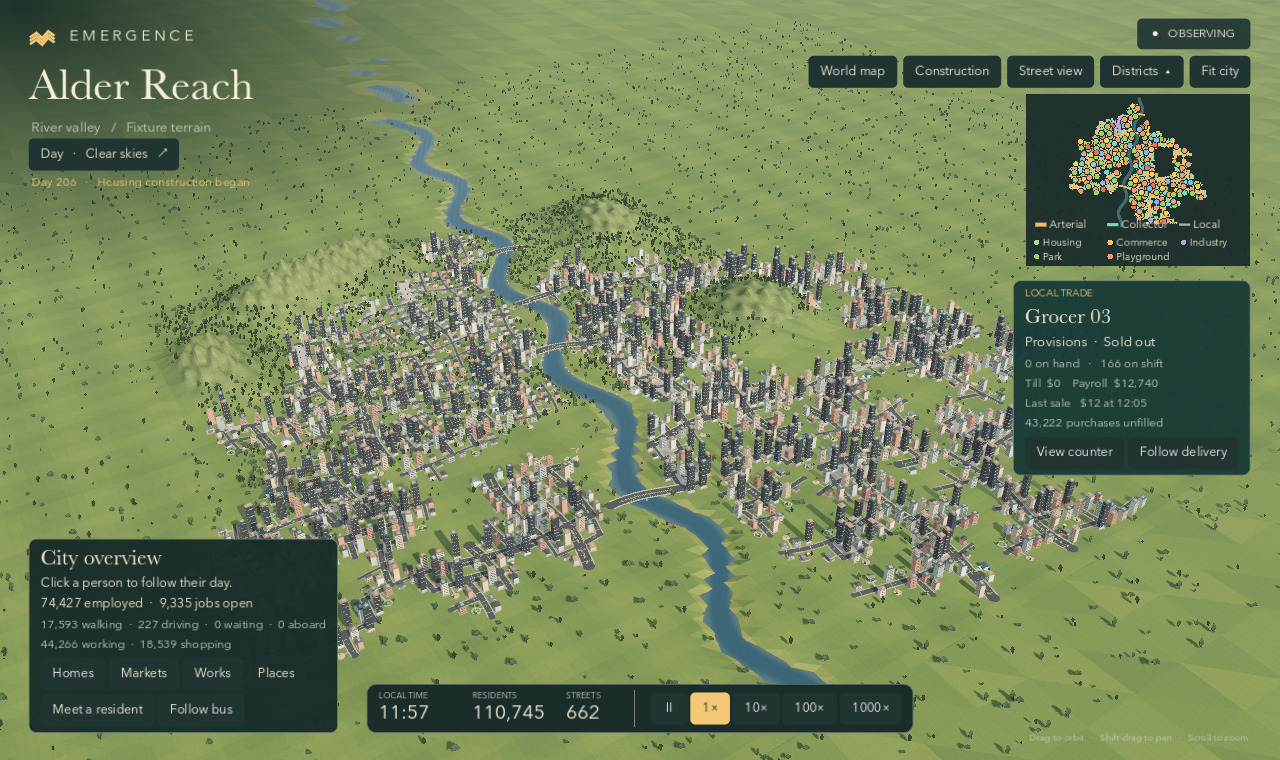 EMERGENCE
Alder Reach
River valley / Fixture terrain
Day · Clear skies ↗
Day 206 · Housing construction began
OBSERVING
World map
Construction
Street view
Districts ▴
Fit city
Arterial
Collector
Local
Housing
Commerce
Industry
Park
Playground
LOCAL TRADE
Grocer 03
Provisions · Sold out
0 on hand · 166 on shift
Till $0 Payroll $12,740
Last sale $12 at 12:05
43,222 purchases unfilled
View counter
Follow delivery
City overview
Click a person to follow their day.
74,427 employed · 9,335 jobs open
17,593 walking · 227 driving · 0 waiting · 0 aboard
44,266 working · 18,539 shopping
Homes
Markets
Works
Places
Meet a resident
Follow bus
LOCAL TIME
11:57
RESIDENTS
110,745
STREETS
662
II
1×
10×
100×
1000×
Drag to orbit · Shift-drag to pan · Scroll to zoom